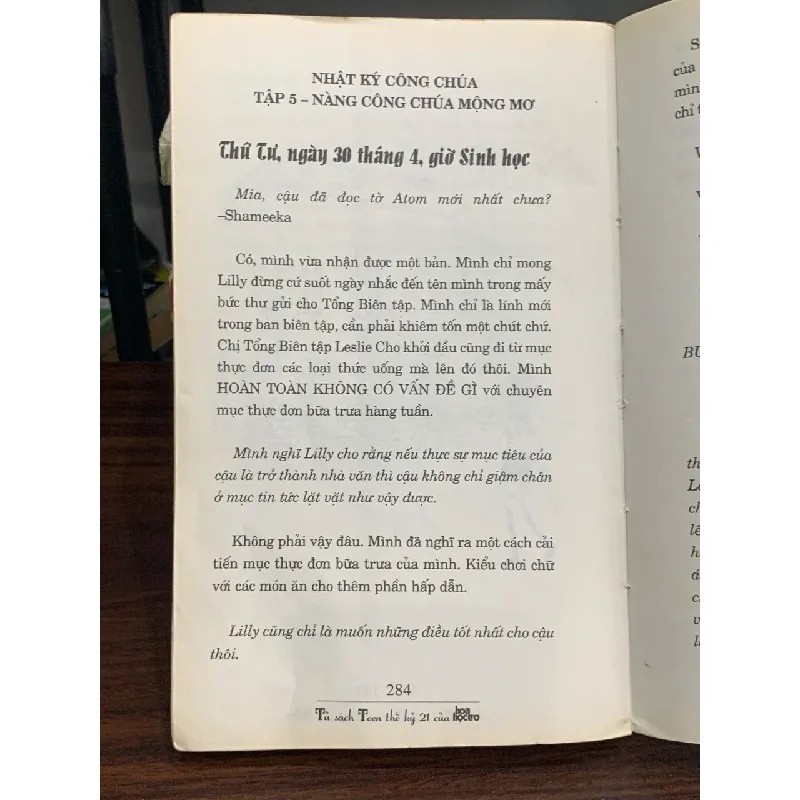 NHẬT KÝ CÔNG CHÚA
TẬP 5 – NÀNG CÔNG CHÚA MỘNG MƠ
Thứ Tư, ngày 30 tháng 4, giờ Sinh học
Mia, cậu đã đọc tờ Atom mới nhất chưa?
–Shameeka
Có, mình vừa nhận được một bản. Mình chỉ mong
Lilly đừng cứ suốt ngày nhắc đến tên mình trong mấy
bức thư gửi cho Tổng Biên tập. Mình chỉ là lính mới
trong ban biên tập, cần phải khiêm tốn một chút chứ.
Chị Tổng Biên tập Leslie Cho khởi đầu cũng đi từ mục
thực đơn các loại thức uống mà lên đó thôi. Mình
HOÀN TOÀN KHÔNG CÓ VẤN ĐỀ GÌ với chuyên
mục thực đơn bữa trưa hàng tuần.
Mình nghĩ Lilly cho rằng nếu thực sự mục tiêu của
cậu là trở thành nhà văn thì cậu không chỉ giậm chân
ở mục tin tức lặt vặt như vậy được.
Không phải vậy đâu. Mình đã nghĩ ra một cách cải
tiến mục thực đơn bữa trưa của mình. Kiểu chơi chữ
với các món ăn cho thêm phần hấp dẫn.
Lilly cũng chỉ là muốn những điều tốt nhất cho cậu
thôi.
284
Tủ sách Teen thế kỷ 21 của hoa học trò
của
mìn
chỉ
BU
th